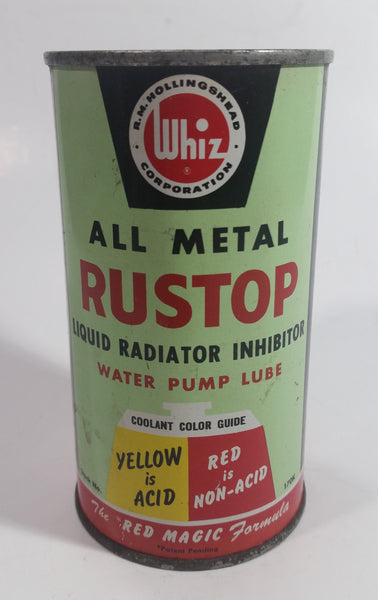 R. M. HOLLINGSHEAD
Whiz
®
CORPORATION
ALL METAL
RUSTOP
LIQUID RADIATOR INHIBITOR
WATER PUMP LUBE
COOLANT COLOR GUIDE
YELLOW
is
ACID
RED
is
NON-ACID
The "RED MAGIC Formula
*Patent Pending